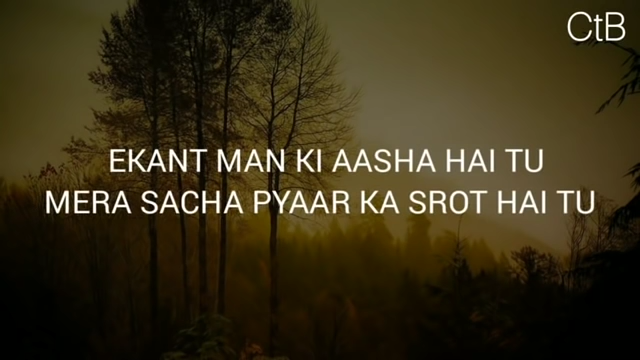 CtB
EKANT MAN KI AASHA HAI TU
MERA SACHA PYAAR KA SROT HAI TU